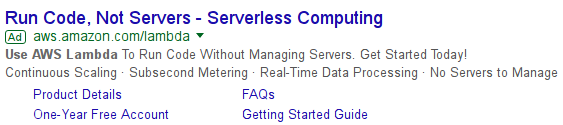 Run Code, Not Servers - Serverless Computing
Ad aws.amazon.com/lambda
Use AWS Lambda To Run Code Without Managing Servers. Get Started Today!
Continuous Scaling · Subsecond Metering · Real-Time Data Processing · No Servers to Manage
Product Details FAQs
One-Year Free Account Getting Started Guide